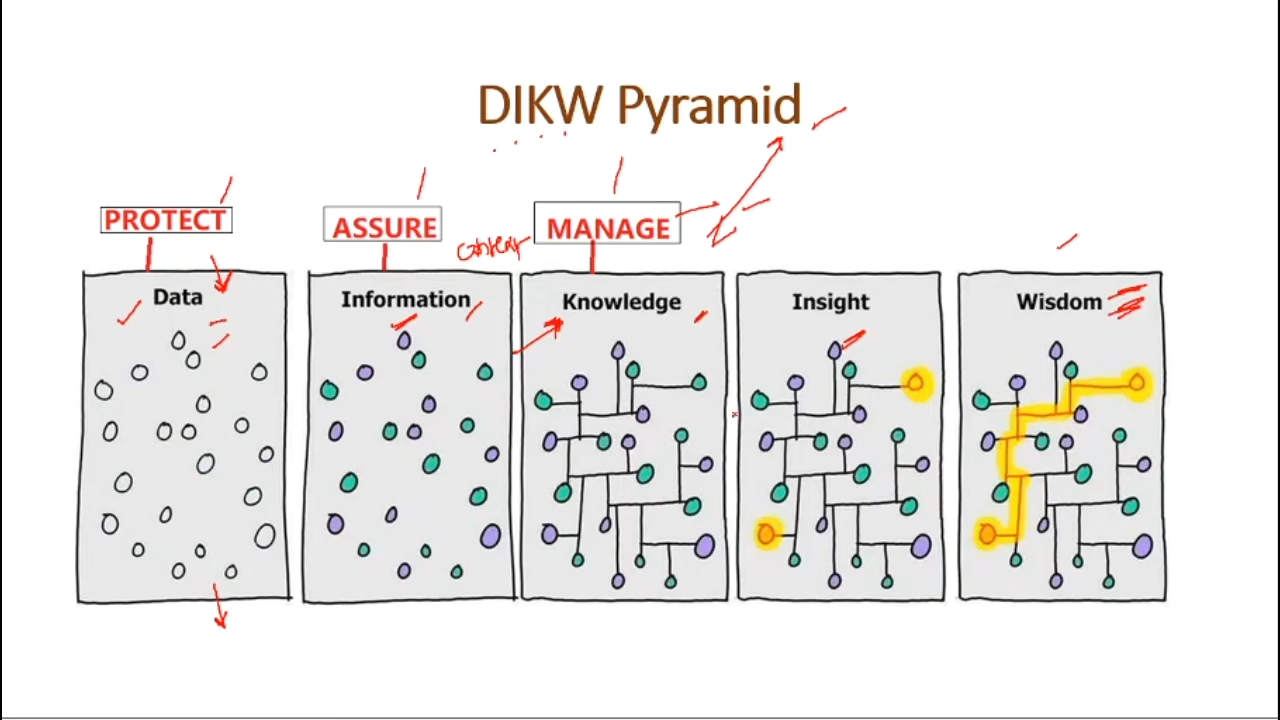 DIKW Pyramid
PROTECT
ASSURE
MANAGE
Data
Information
Knowledge
Insight
Wisdom